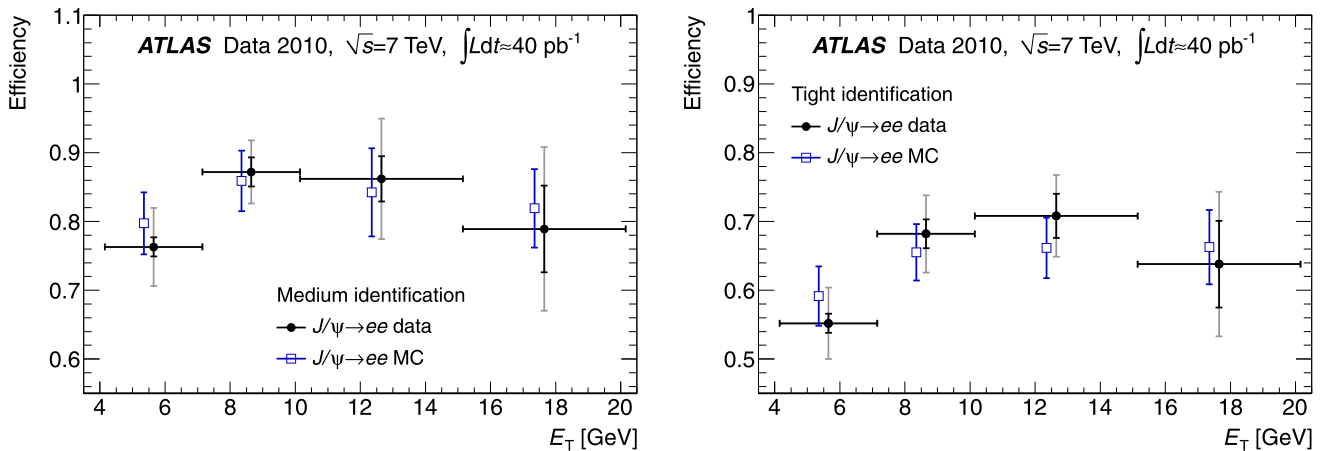 ATLAS Data 2010, √s=7 TeV, ∫Ldt≈40 pb⁻¹
Efficiency
1.1
1
0.9
0.8
0.7
0.6
Medium identification
J/ψ→ee data
J/ψ→ee MC
4 6 8 10 12 14 16 18 20
E_T [GeV]
ATLAS Data 2010, √s=7 TeV, ∫Ldt≈40 pb⁻¹
Efficiency
1
0.9
0.8
0.7
0.6
0.5
Tight identification
J/ψ→ee data
J/ψ→ee MC
4 6 8 10 12 14 16 18 20
E_T [GeV]